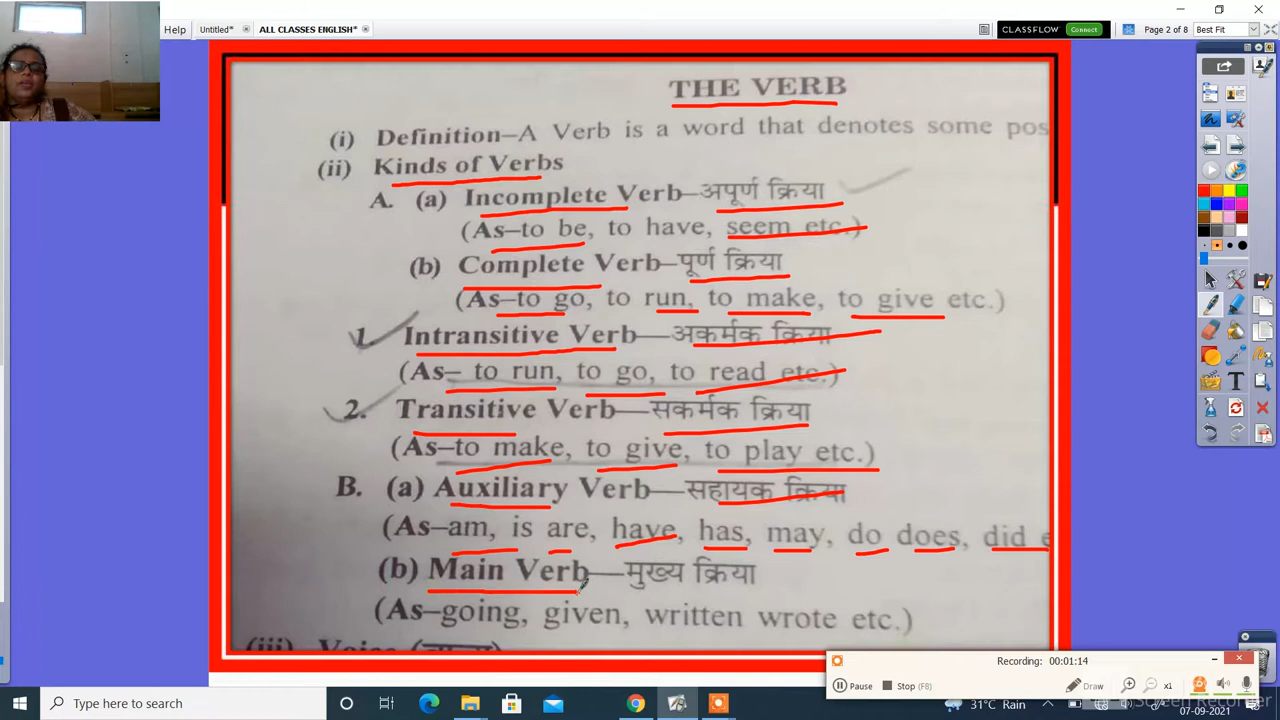 Help
Untitled*
ALL CLASSES ENGLISH*
CLASSFLOW
Connect
Page 2 of 8
Best Fit
THE VERB
(i) Definition–A Verb is a word that denotes some pos
(ii) Kinds of Verbs
A. (a) Incomplete Verb–अपूर्ण क्रिया
(As–to be, to have, seem etc.)
(b) Complete Verb–पूर्ण क्रिया
(As–to go, to run, to make, to give etc.)
1. Intransitive Verb—अकर्मक क्रिया
(As– to run, to go, to read etc.)
2. Transitive Verb—सकर्मक क्रिया
(As–to make, to give, to play etc.)
B. (a) Auxiliary Verb—सहायक क्रिया
(As–am, is are, have, has, may, do does, did e
(b) Main Verb—मुख्य क्रिया
(As–going, given, written wrote etc.)
(iii) Voice (वाच्य)
Recording: 00:01:14
Pause
Stop (F8)
Draw
x1
Type here to search
31°C Rain
07-09-2021